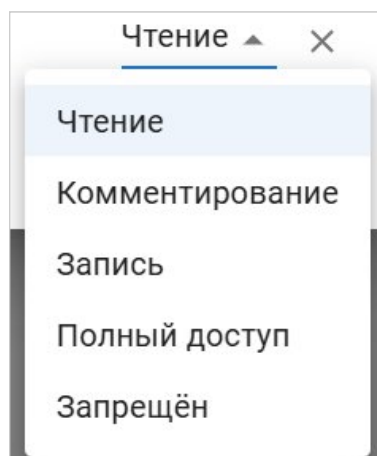 Чтение
Чтение
Комментирование
Запись
Полный доступ
Запрещён